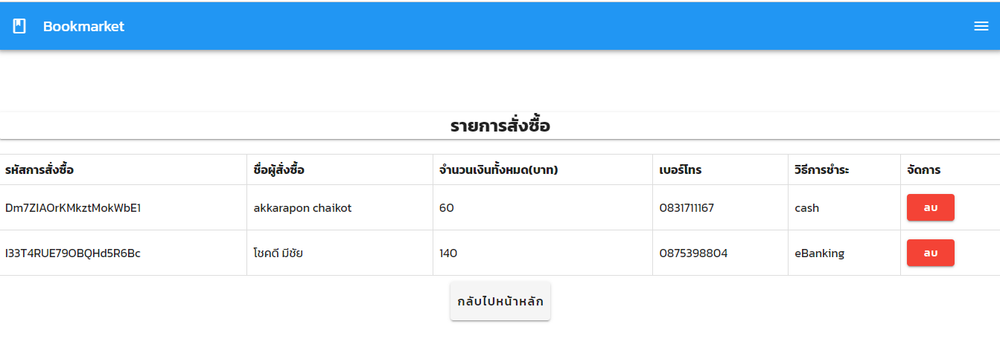 Bookmarket
รายการสั่งซื้อ
รหัสการสั่งซื้อ ชื่อผู้สั่งซื้อ จำนวนเงินทั้งหมด(บาท) เบอร์โทร วิธีการชำระ จัดการ
Dm7ZIAOrKMkztMokWbE1 akkarapon chaikot 60 0831711167 cash ลบ
I33T4RUE79OBQHd5R6Bc โชคดี มีชัย 140 0875398804 eBanking ลบ
กลับไปหน้าหลัก